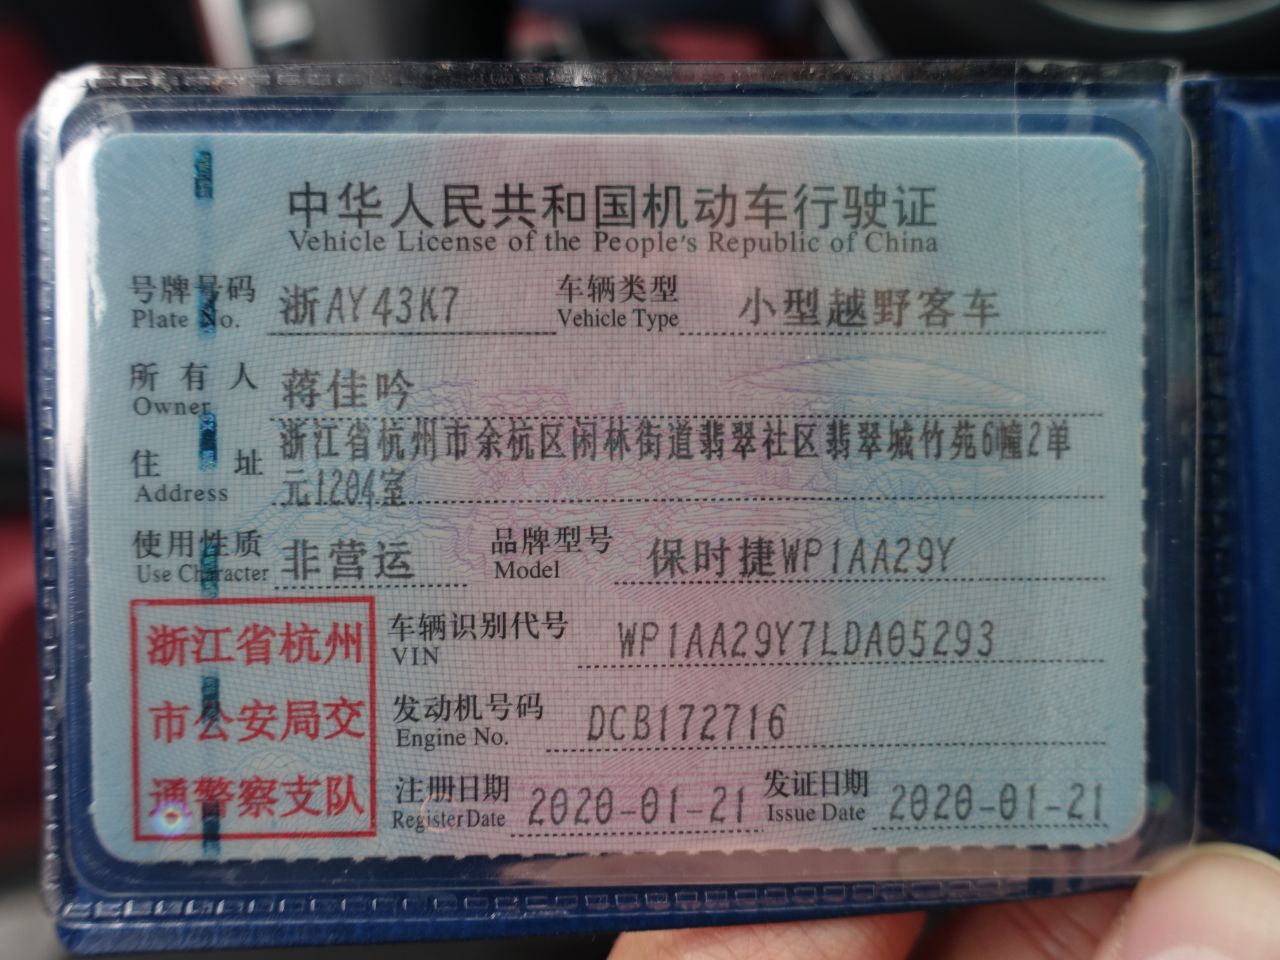 中华人民共和国机动车行驶证
Vehicle License of the People's Republic of China
号牌号码 浙AY43K7 车辆类型 小型越野客车
Plate No. Vehicle Type
所有人 蒋佳吟
Owner
浙江省杭州市余杭区闲林街道翡翠社区翡翠城竹苑6幢2单
住址 元1204室
Address
使用性质 非营运 品牌型号 保时捷WP1AA29Y
Use Character Model
浙江省杭州
市公安局交
通警察支队
车辆识别代号 WP1AA29Y7LDA05293
VIN
发动机号码 DCB172716
Engine No.
注册日期 2020-01-21 发证日期 2020-01-21
Register Date Issue Date